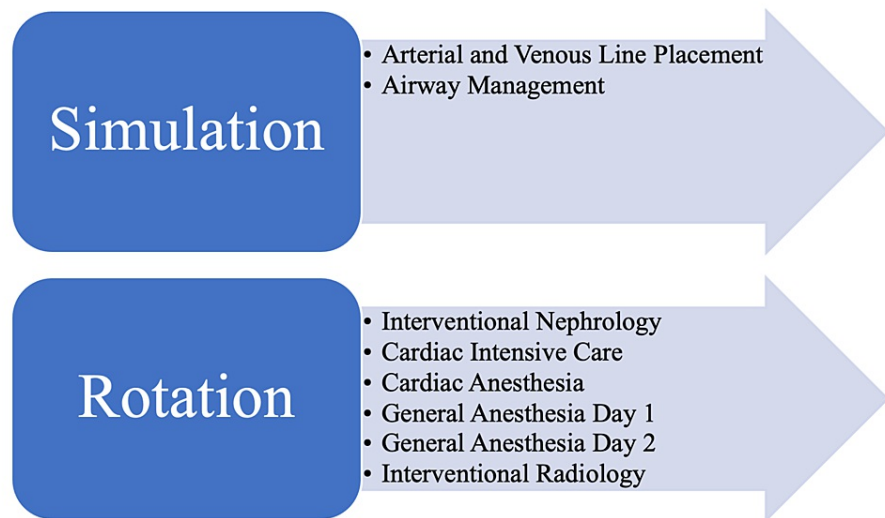 Simulation
• Arterial and Venous Line Placement
• Airway Management
Rotation
• Interventional Nephrology
• Cardiac Intensive Care
• Cardiac Anesthesia
• General Anesthesia Day 1
• General Anesthesia Day 2
• Interventional Radiology